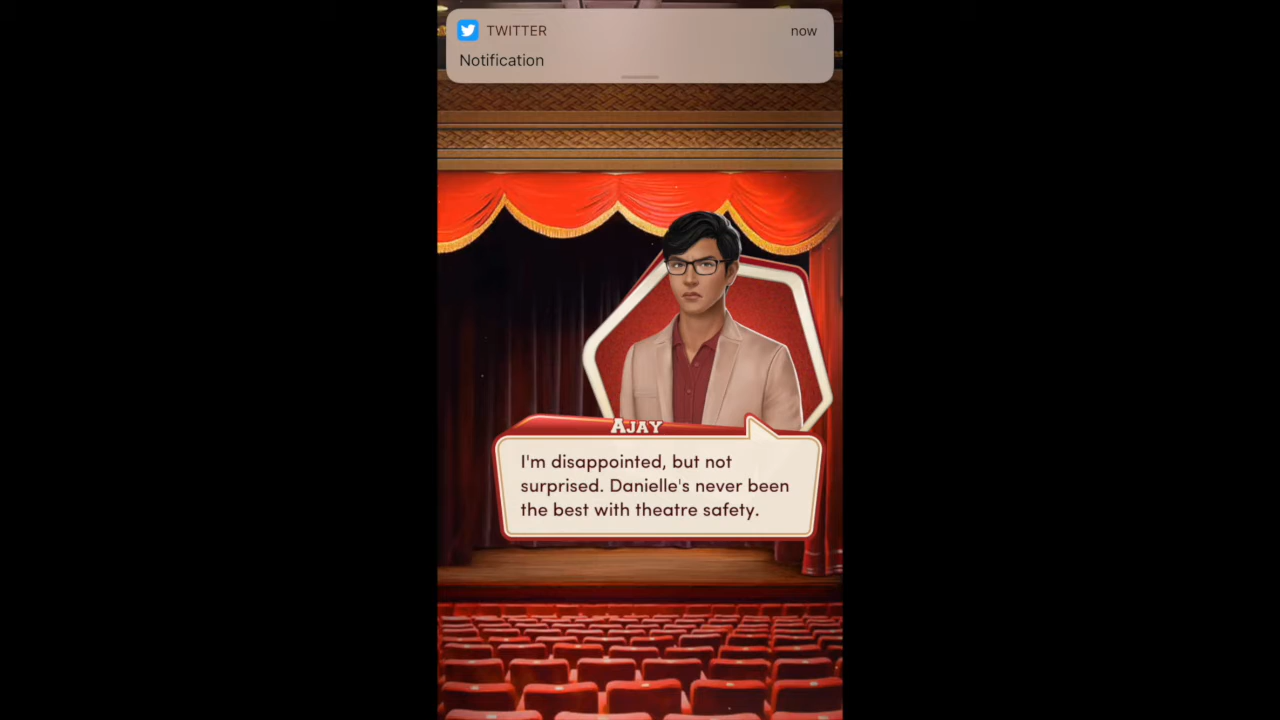 TWITTER now
Notification
AJAY
I'm disappointed, but not
surprised. Danielle's never been
the best with theatre safety.